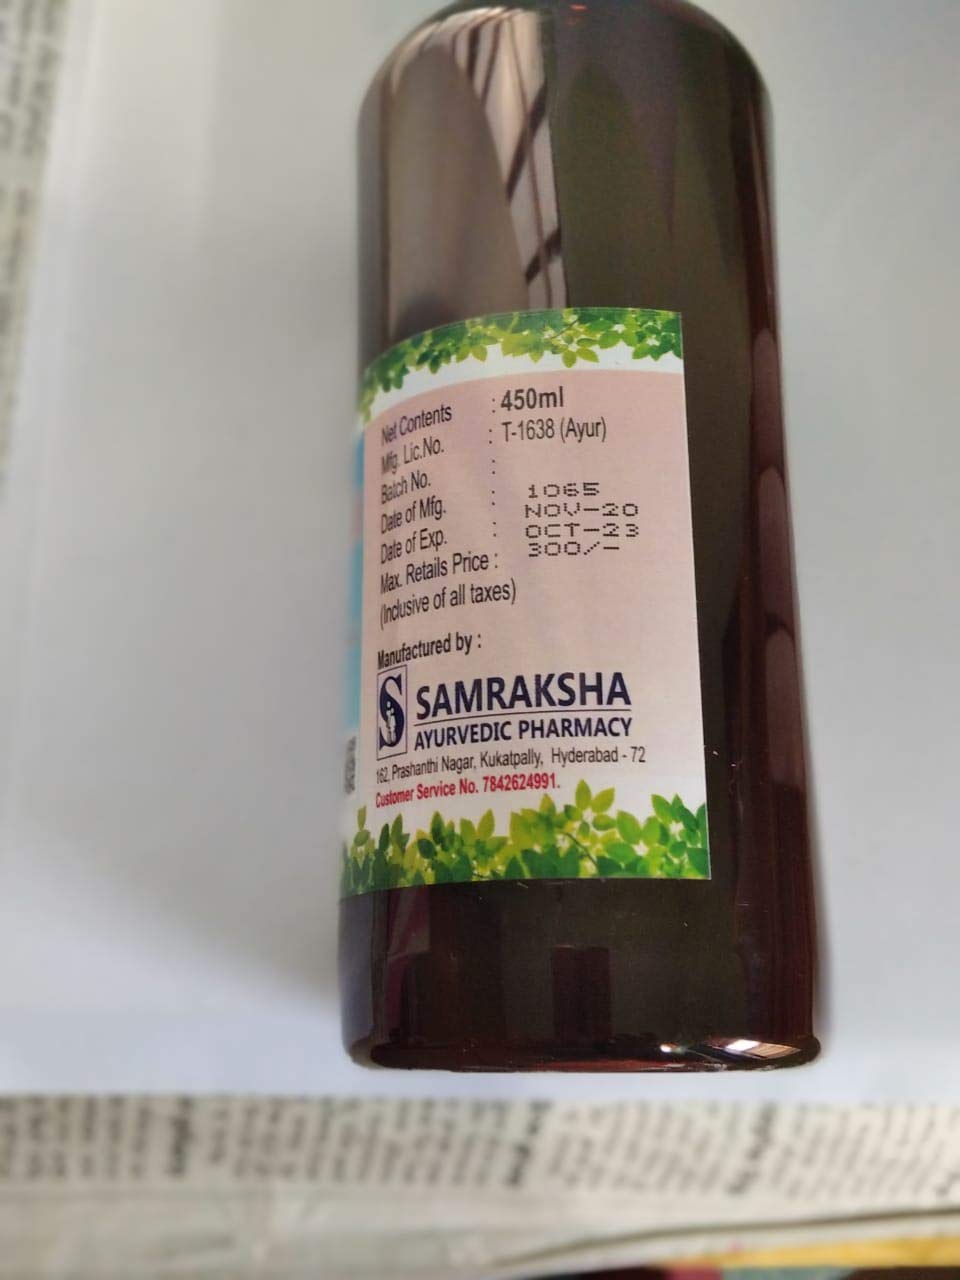 Net Contents : 450ml
Mfg. Lic.No. : T-1638 (Ayur)
Batch No. : 1065
Date of Mfg. : NOV-20
Date of Exp. : OCT-23
Max. Retails Price : 300/-
(Inclusive of all taxes)
Manufactured by :
S SAMRAKSHA
AYURVEDIC PHARMACY
162, Prashanthi Nagar, Kukatpally, Hyderabad - 72
Customer Service No. 7842624991.